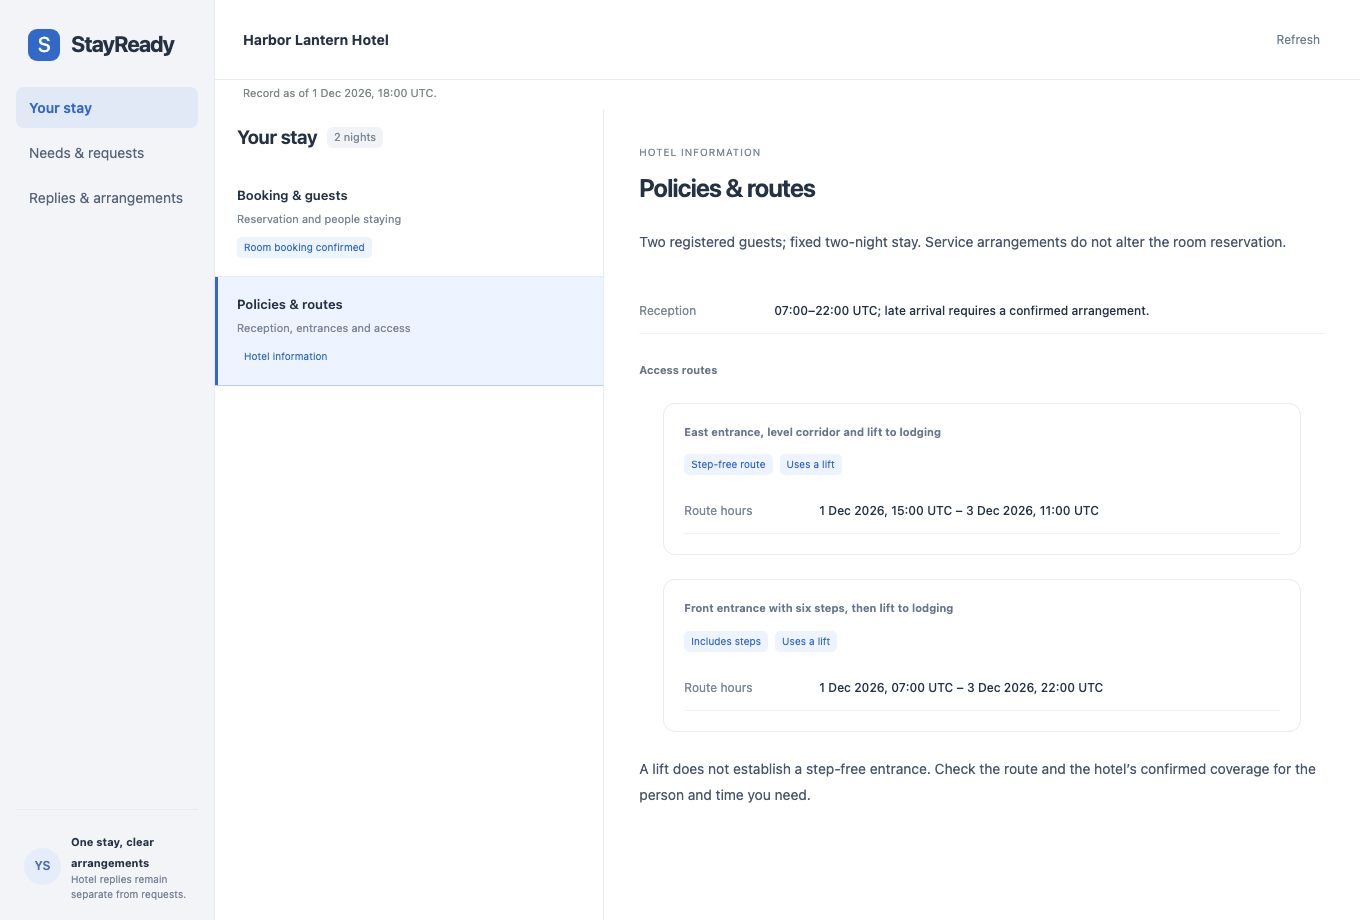 S StayReady
Your stay
Needs & requests
Replies & arrangements
YS
One stay, clear
arrangements
Hotel replies remain
separate from requests.
Harbor Lantern Hotel
Refresh
Record as of 1 Dec 2026, 18:00 UTC.
Your stay 2 nights
Booking & guests
Reservation and people staying
Room booking confirmed
Policies & routes
Reception, entrances and access
Hotel information
HOTEL INFORMATION
Policies & routes
Two registered guests; fixed two-night stay. Service arrangements do not alter the room reservation.
Reception 07:00–22:00 UTC; late arrival requires a confirmed arrangement.
Access routes
East entrance, level corridor and lift to lodging
Step-free route Uses a lift
Route hours 1 Dec 2026, 15:00 UTC – 3 Dec 2026, 11:00 UTC
Front entrance with six steps, then lift to lodging
Includes steps Uses a lift
Route hours 1 Dec 2026, 07:00 UTC – 3 Dec 2026, 22:00 UTC
A lift does not establish a step-free entrance. Check the route and the hotel's confirmed coverage for the
person and time you need.